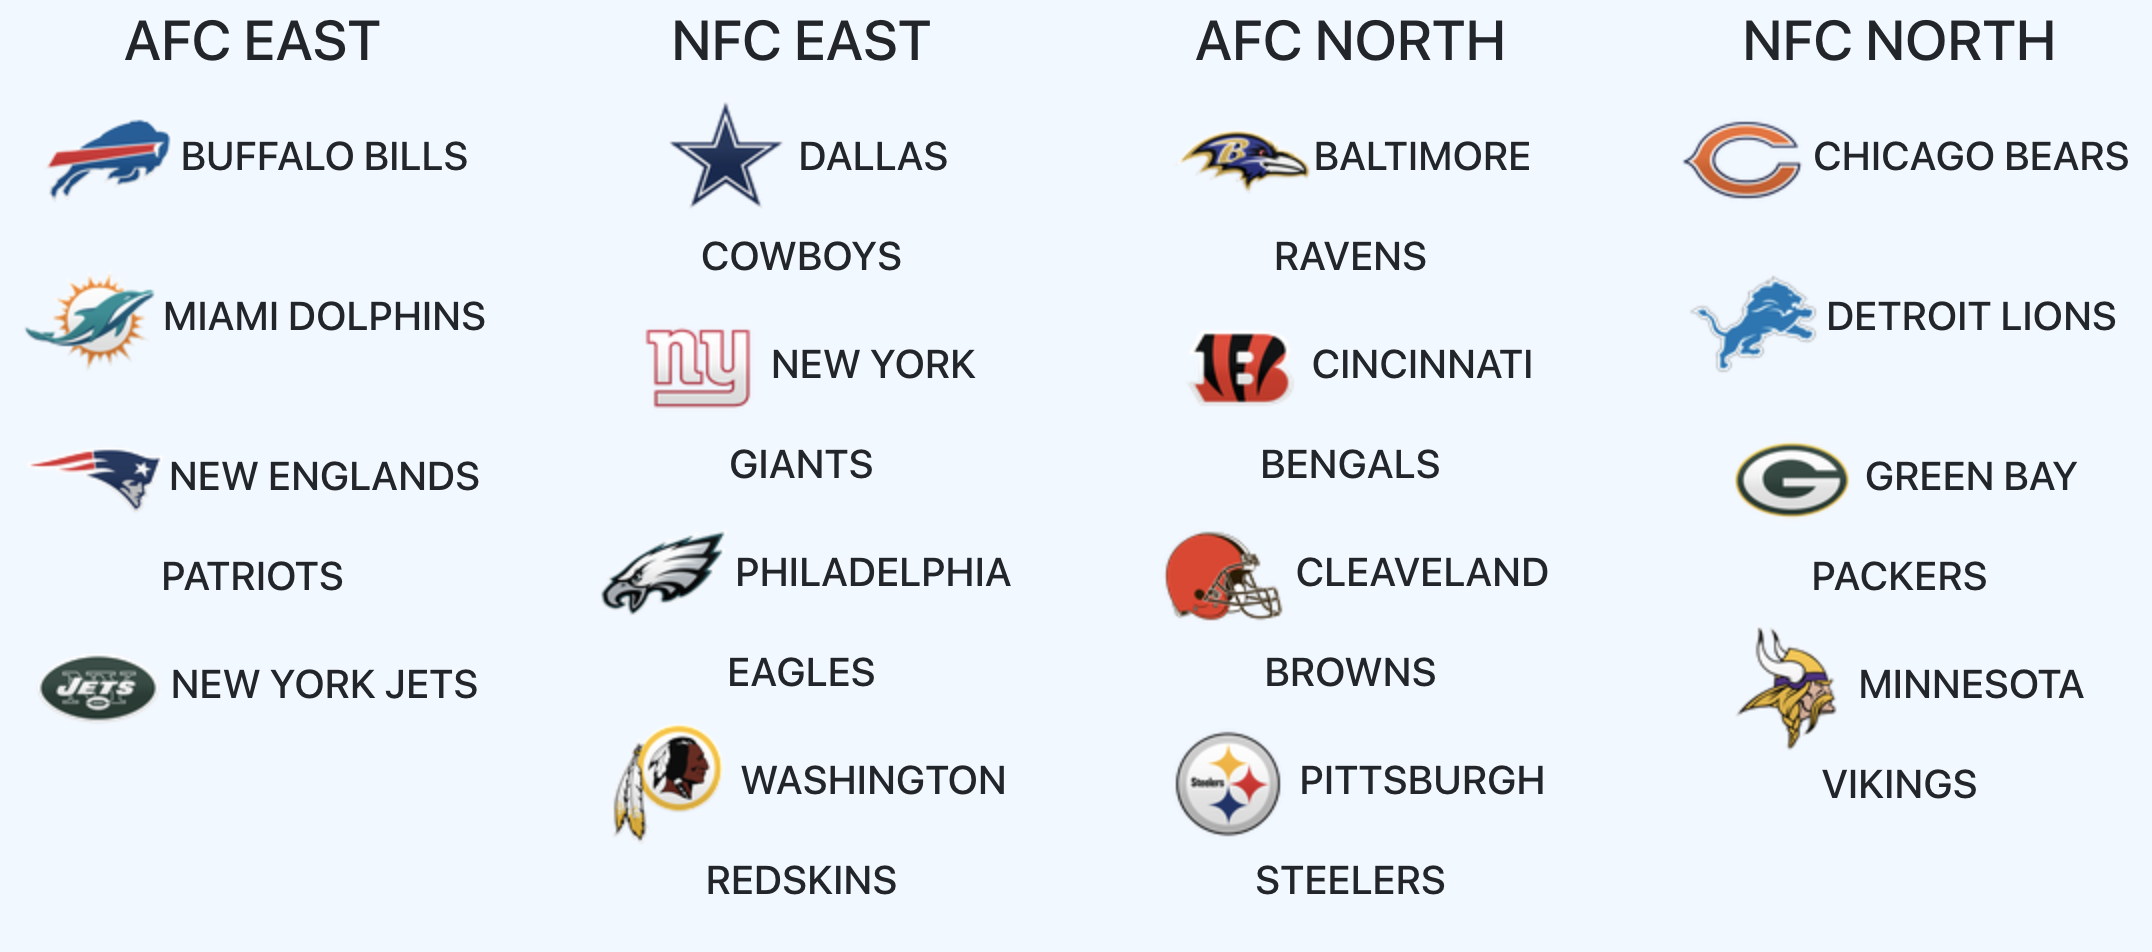 AFC EAST
BUFFALO BILLS
MIAMI DOLPHINS
NEW ENGLANDS
PATRIOTS
JETS
NEW YORK JETS
NFC EAST
DALLAS
COWBOYS
ny
NEW YORK
GIANTS
PHILADELPHIA
EAGLES
WASHINGTON
REDSKINS
AFC NORTH
B
BALTIMORE
RAVENS
B
CINCINNATI
BENGALS
CLEAVELAND
BROWNS
Steelers
PITTSBURGH
STEELERS
NFC NORTH
C
CHICAGO BEARS
DETROIT LIONS
G
GREEN BAY
PACKERS
MINNESOTA
VIKINGS